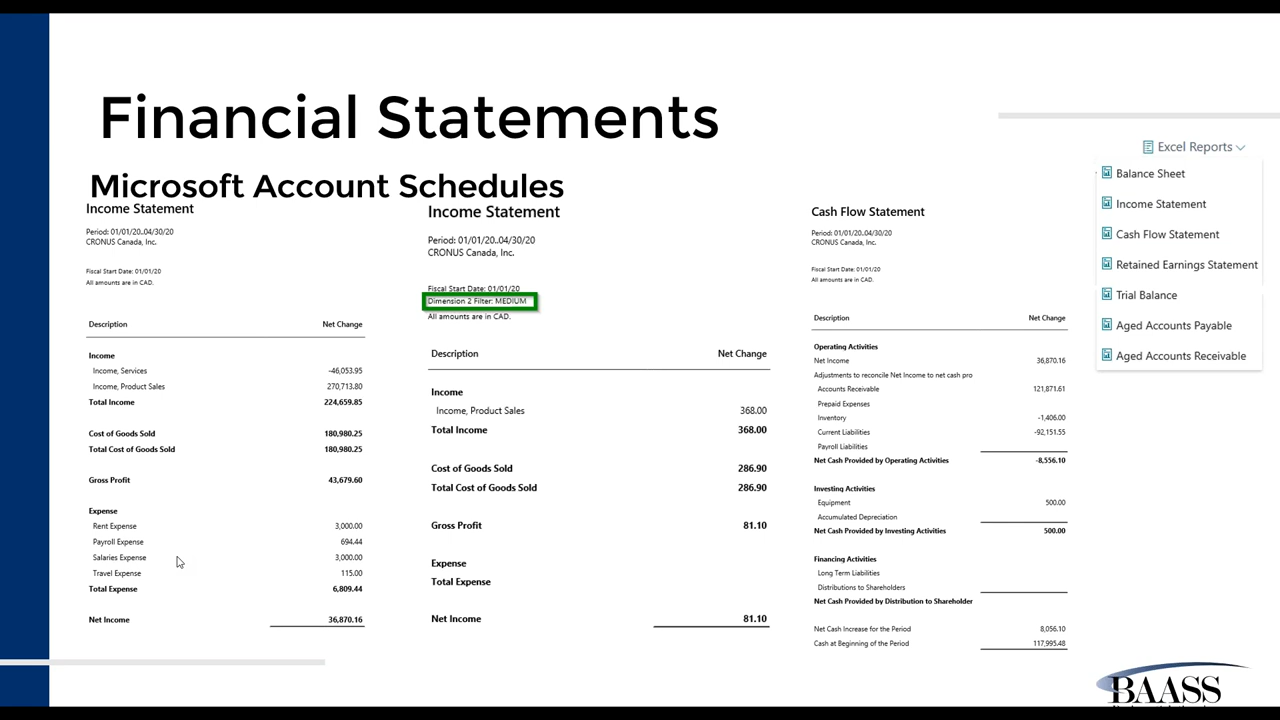 Financial Statements
Microsoft Account Schedules
Income Statement
Period: 01/01/20..04/30/20
CRONUS Canada, Inc.
Fiscal Start Date: 01/01/20
All amounts are in CAD.
Description Net Change
Income
Income, Services -46,053.95
Income, Product Sales 270,713.80
Total Income 224,659.85
Cost of Goods Sold 180,980.25
Total Cost of Goods Sold 180,980.25
Gross Profit 43,679.60
Expense
Rent Expense 3,000.00
Payroll Expense 694.44
Salaries Expense 3,000.00
Travel Expense 115.00
Total Expense 6,809.44
Net Income 36,870.16
Income Statement
Period: 01/01/20..04/30/20
CRONUS Canada, Inc.
Fiscal Start Date: 01/01/20
Dimension 2 Filter: MEDIUM
All amounts are in CAD.
Description Net Change
Income
Income, Product Sales 368.00
Total Income 368.00
Cost of Goods Sold 286.90
Total Cost of Goods Sold 286.90
Gross Profit 81.10
Expense
Total Expense
Net Income 81.10
Cash Flow Statement
Period: 01/01/20..04/30/20
CRONUS Canada, Inc.
Fiscal Start Date: 01/01/20
All amounts are in CAD.
Description Net Change
Operating Activities
Net Income 36,870.16
Adjustments to reconcile Net Income to net cash pro
Accounts Receivable 121,871.61
Prepaid Expenses
Inventory -1,406.00
Current Liabilities -92,151.55
Payroll Liabilities
Net Cash Provided by Operating Activities -8,556.10
Investing Activities
Equipment 500.00
Accumulated Depreciation
Net Cash Provided by Investing Activities 500.00
Financing Activities
Long Term Liabilities
Distributions to Shareholders
Net Cash Provided by Distribution to Shareholder
Net Cash Increase for the Period 8,056.10
Cash at Beginning of the Period 117,995.48
Excel Reports
Balance Sheet
Income Statement
Cash Flow Statement
Retained Earnings Statement
Trial Balance
Aged Accounts Payable
Aged Accounts Receivable
BAASS